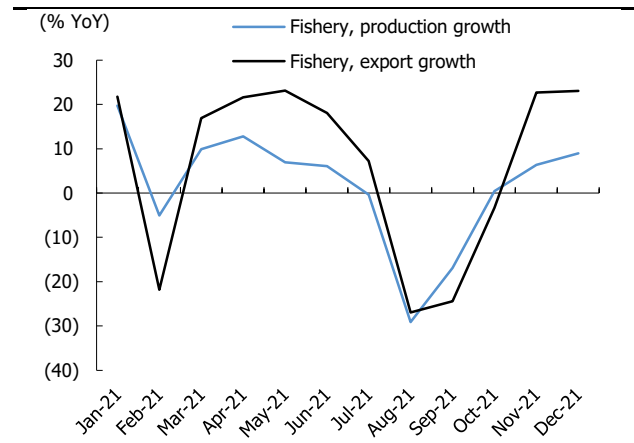 (% YoY)
Fishery, production growth
Fishery, export growth
30
20
10
0
(10)
(20)
(30)
(40)
Jan-21
Feb-21
Mar-21
Apr-21
May-21
Jun-21
Jul-21
Aug-21
Sep-21
Oct-21
Nov-21
Dec-21